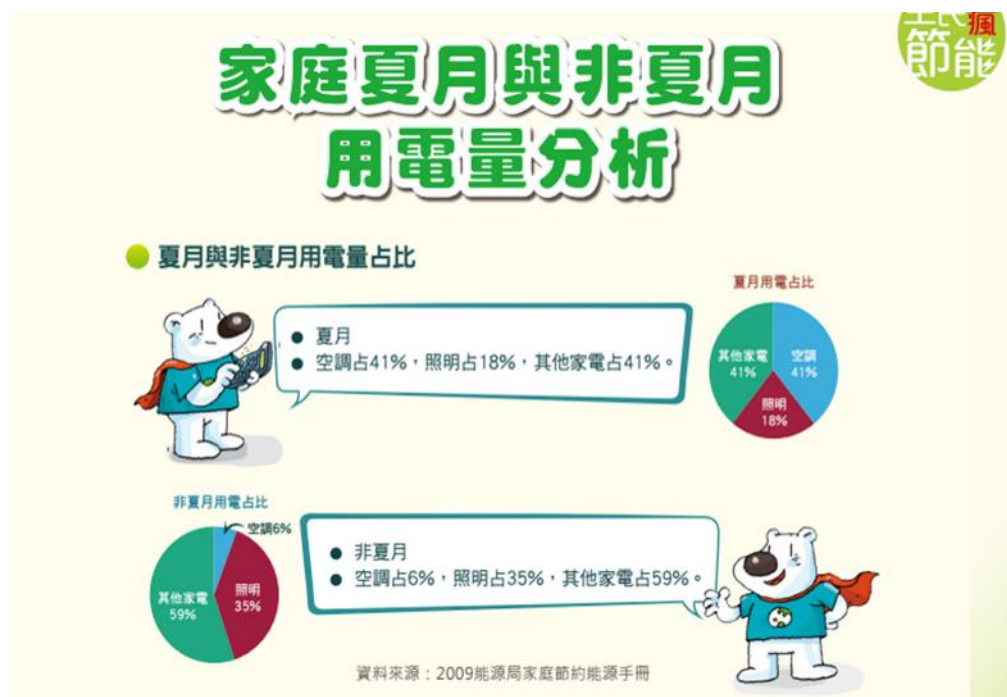 全民瘋
節能
家庭夏月與非夏月
用電量分析
夏月與非夏月用電量占比
夏月用電占比
● 夏月
● 空調占41%，照明占18%，其他家電占41%。
其他家電
41%
空調
41%
照明
18%
非夏月用電占比
空調6%
照明
35%
其他家電
59%
● 非夏月
● 空調占6%，照明占35%，其他家電占59%。
資料來源：2009能源局家庭節約能源手冊